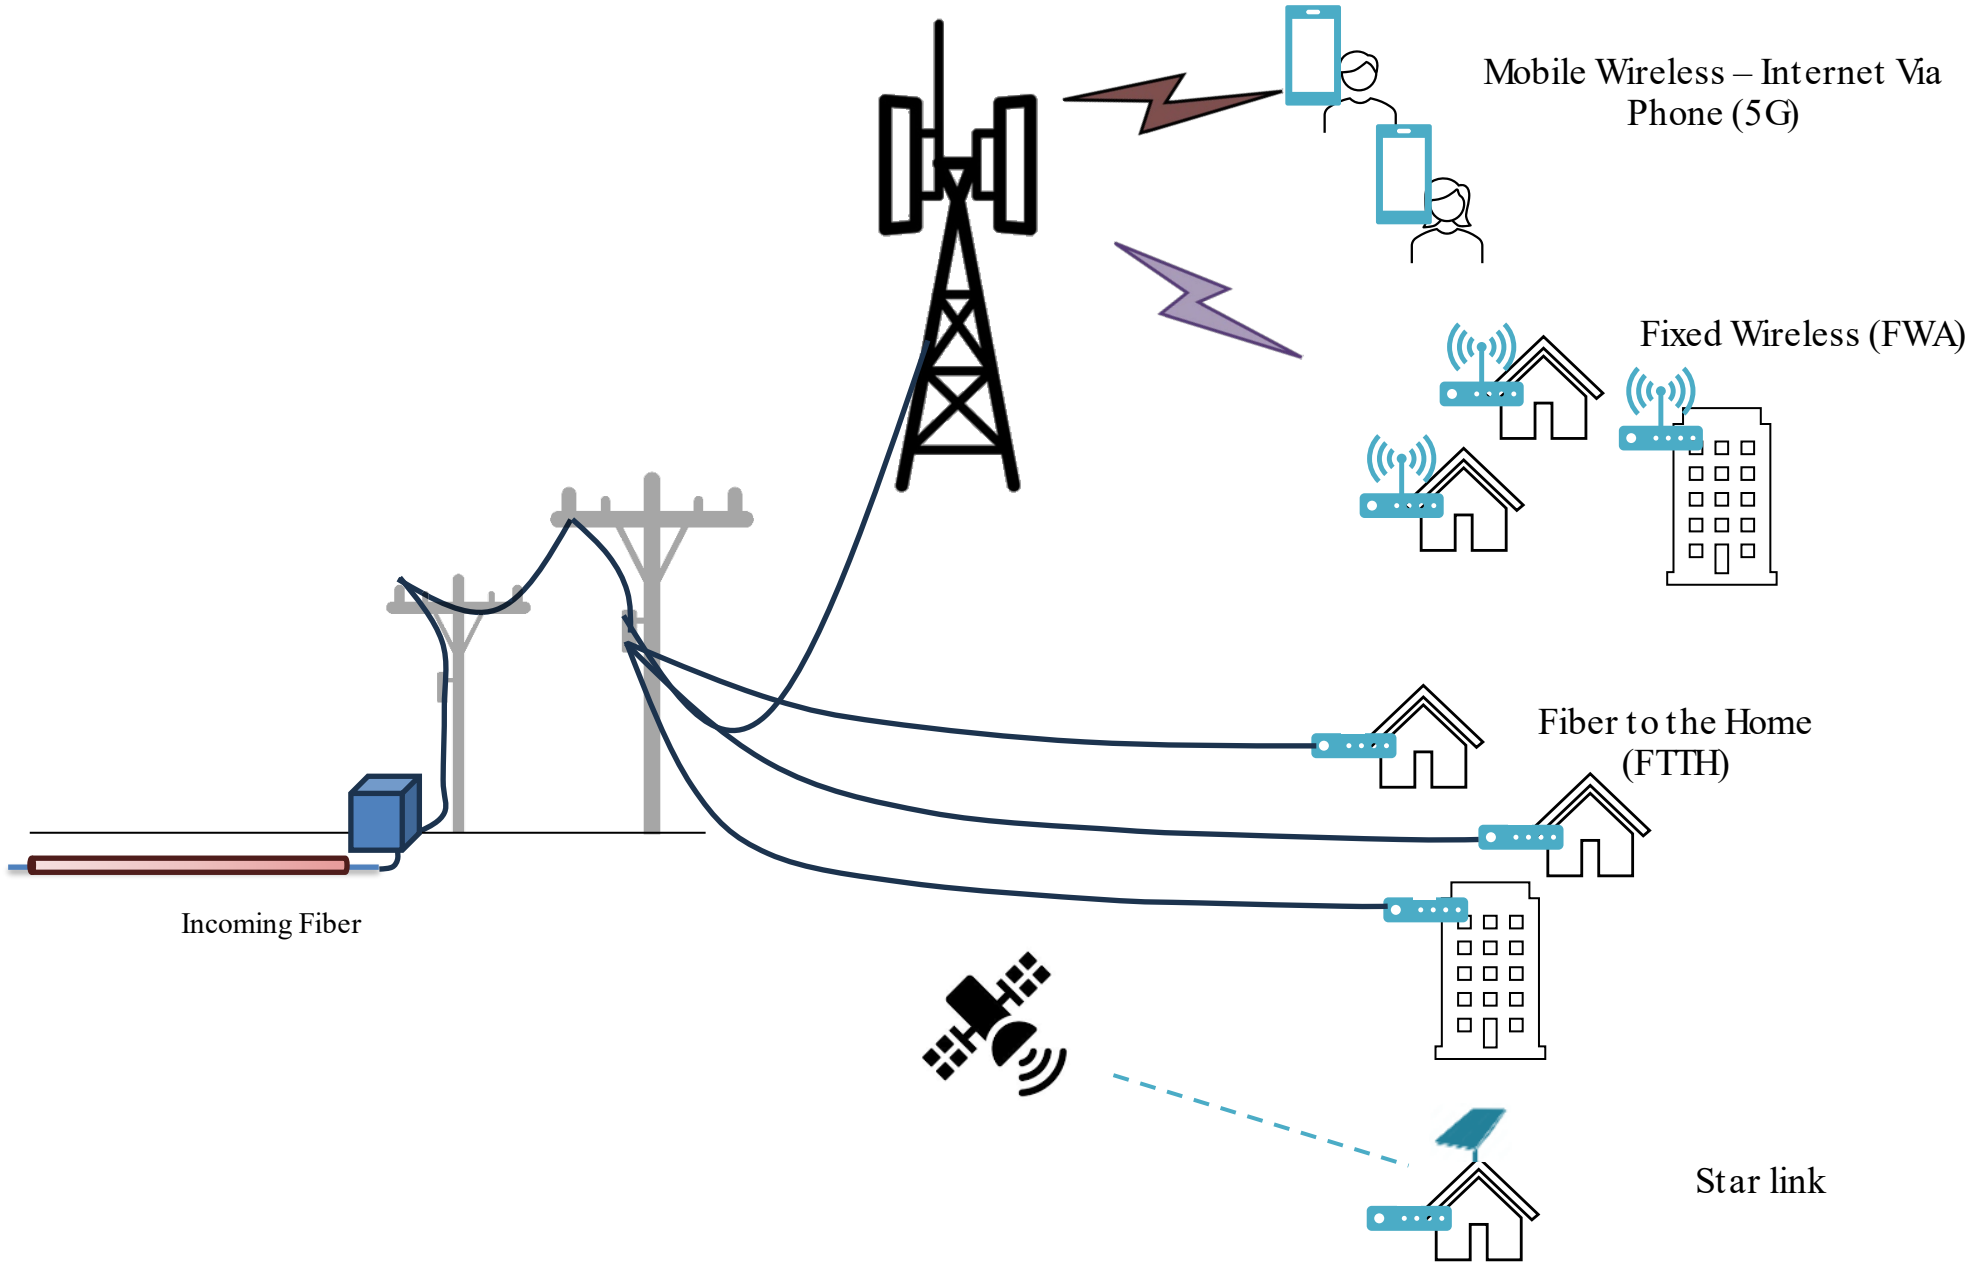 Mobile Wireless – Internet Via
Phone (5G)
Fixed Wireless (FWA)
Fiber to the Home
(FTTH)
Incoming Fiber
Star link